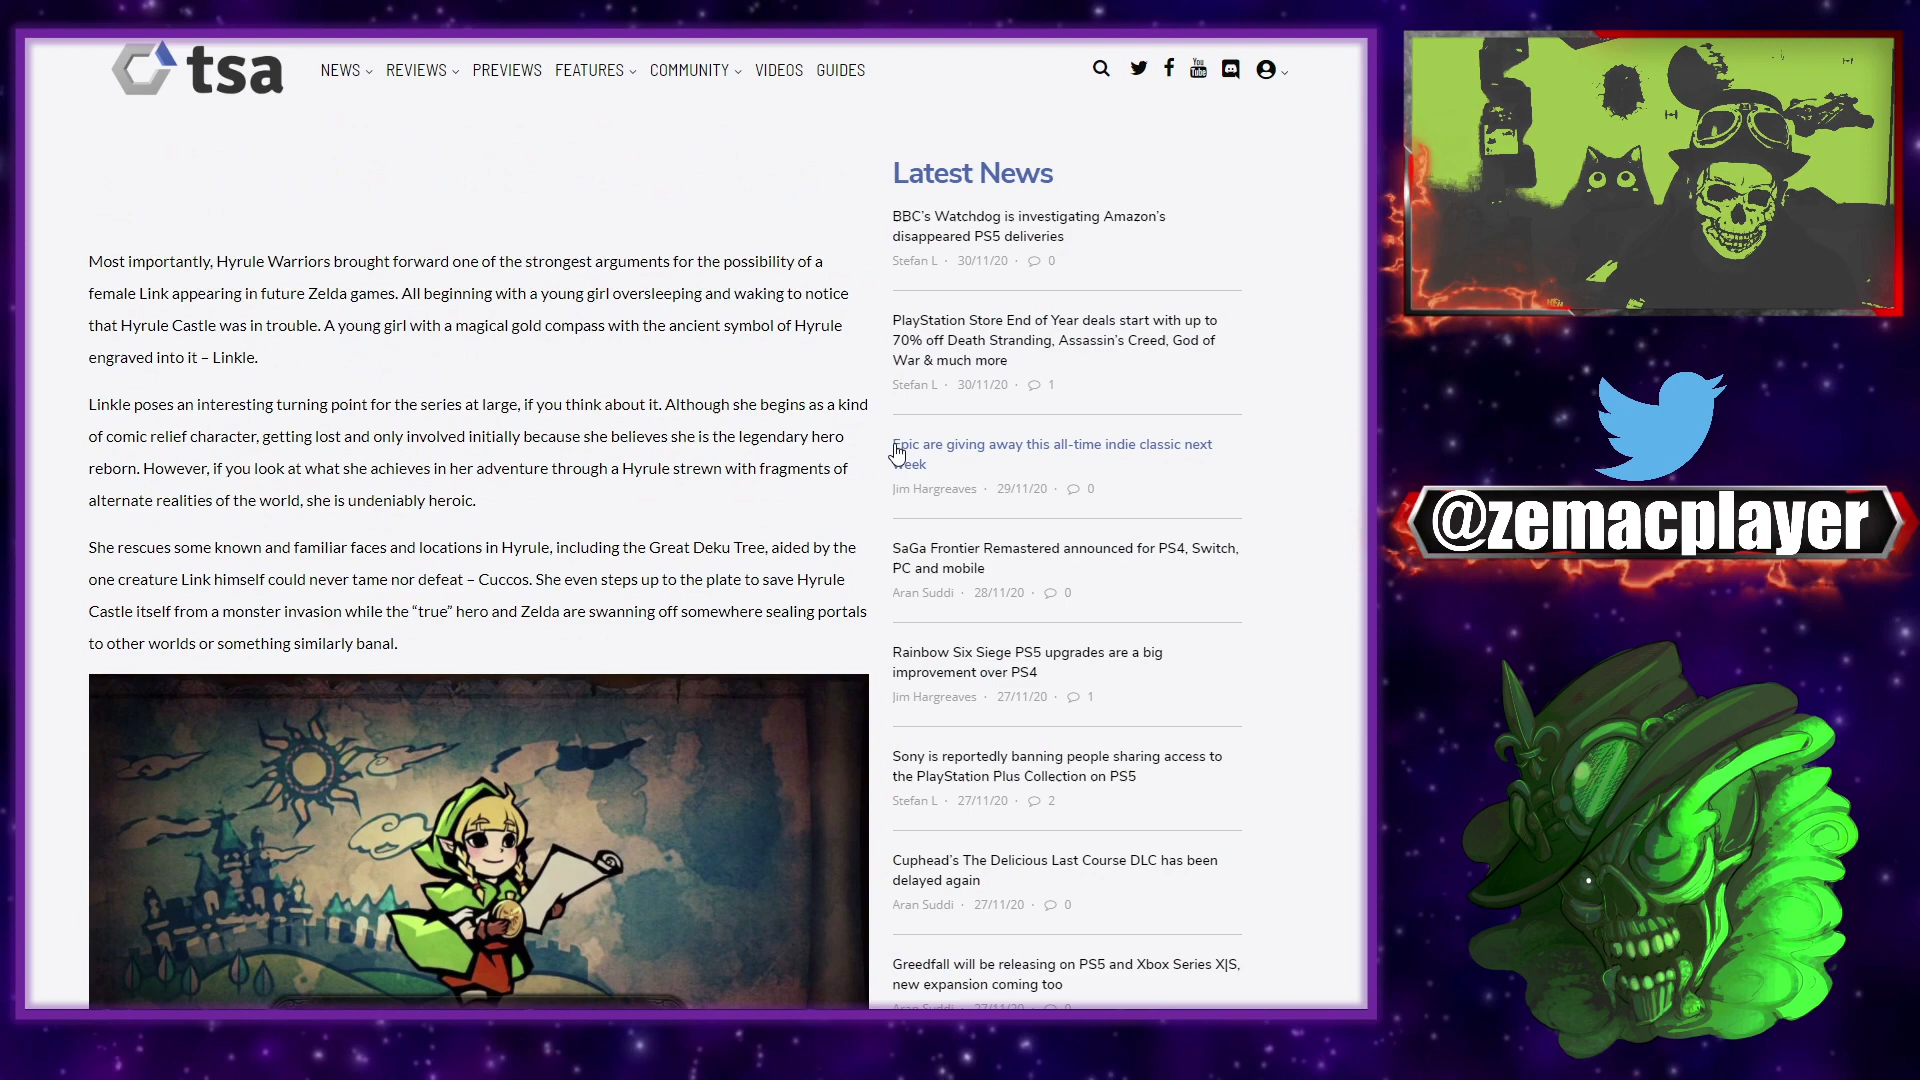 tsa
NEWS REVIEWS PREVIEWS FEATURES COMMUNITY VIDEOS GUIDES
You
Tube
Most importantly, Hyrule Warriors brought forward one of the strongest arguments for the possibility of a
female Link appearing in future Zelda games. All beginning with a young girl oversleeping and waking to notice
that Hyrule Castle was in trouble. A young girl with a magical gold compass with the ancient symbol of Hyrule
engraved into it – Linkle.
Linkle poses an interesting turning point for the series at large, if you think about it. Although she begins as a kind
of comic relief character, getting lost and only involved initially because she believes she is the legendary hero
reborn. However, if you look at what she achieves in her adventure through a Hyrule strewn with fragments of
alternate realities of the world, she is undeniably heroic.
She rescues some known and familiar faces and locations in Hyrule, including the Great Deku Tree, aided by the
one creature Link himself could never tame nor defeat – Cuccos. She even steps up to the plate to save Hyrule
Castle itself from a monster invasion while the “true” hero and Zelda are swanning off somewhere sealing portals
to other worlds or something similarly banal.
Latest News
BBC’s Watchdog is investigating Amazon’s
disappeared PS5 deliveries
Stefan L · 30/11/20 · 0
PlayStation Store End of Year deals start with up to
70% off Death Stranding, Assassin’s Creed, God of
War & much more
Stefan L · 30/11/20 · 1
Epic are giving away this all-time indie classic next
week
Jim Hargreaves · 29/11/20 · 0
SaGa Frontier Remastered announced for PS4, Switch,
PC and mobile
Aran Suddi · 28/11/20 · 0
Rainbow Six Siege PS5 upgrades are a big
improvement over PS4
Jim Hargreaves · 27/11/20 · 1
Sony is reportedly banning people sharing access to
the PlayStation Plus Collection on PS5
Stefan L · 27/11/20 · 2
Cuphead’s The Delicious Last Course DLC has been
delayed again
Aran Suddi · 27/11/20 · 0
Greedfall will be releasing on PS5 and Xbox Series X|S,
new expansion coming too
Aran Suddi · 27/11/20 · 0
@zemacplayer